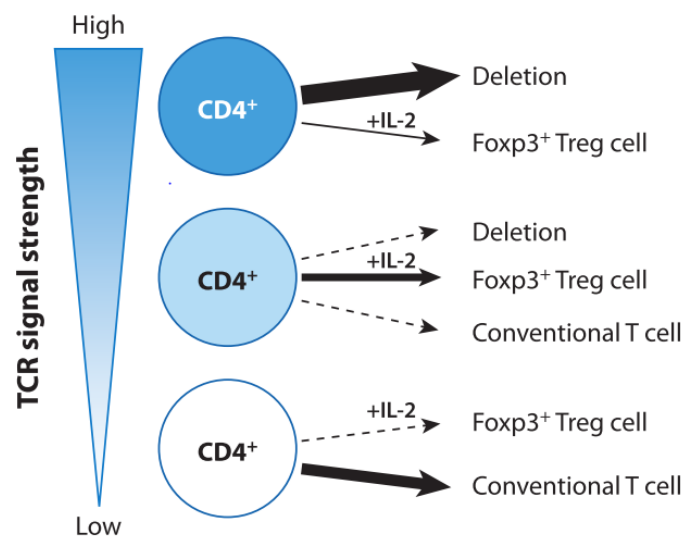 High
CD4⁺
Deletion
+IL-2
Foxp3⁺ Treg cell
TCR signal strength
CD4⁺
Deletion
+IL-2
Foxp3⁺ Treg cell
Conventional T cell
CD4⁺
+IL-2
Foxp3⁺ Treg cell
Conventional T cell
Low